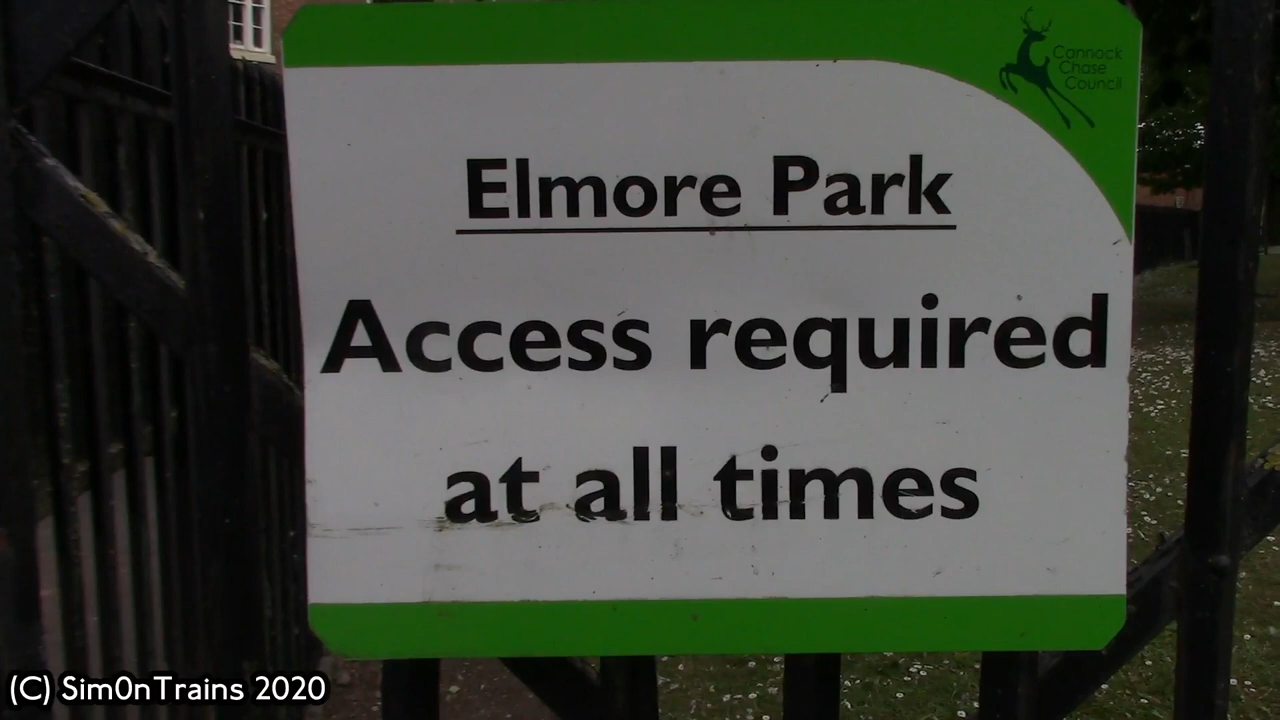 Cannock
Chase
Council
Elmore Park
Access required
at all times
(C) Sim0nTrains 2020